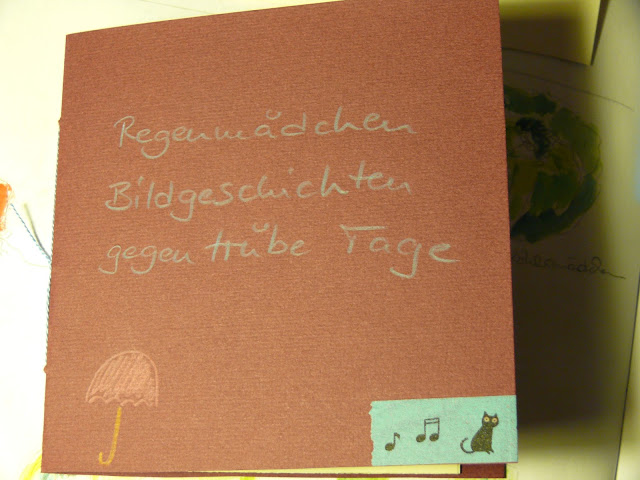 Regenmädchen
Bildgeschichten
gegen trübe Tage